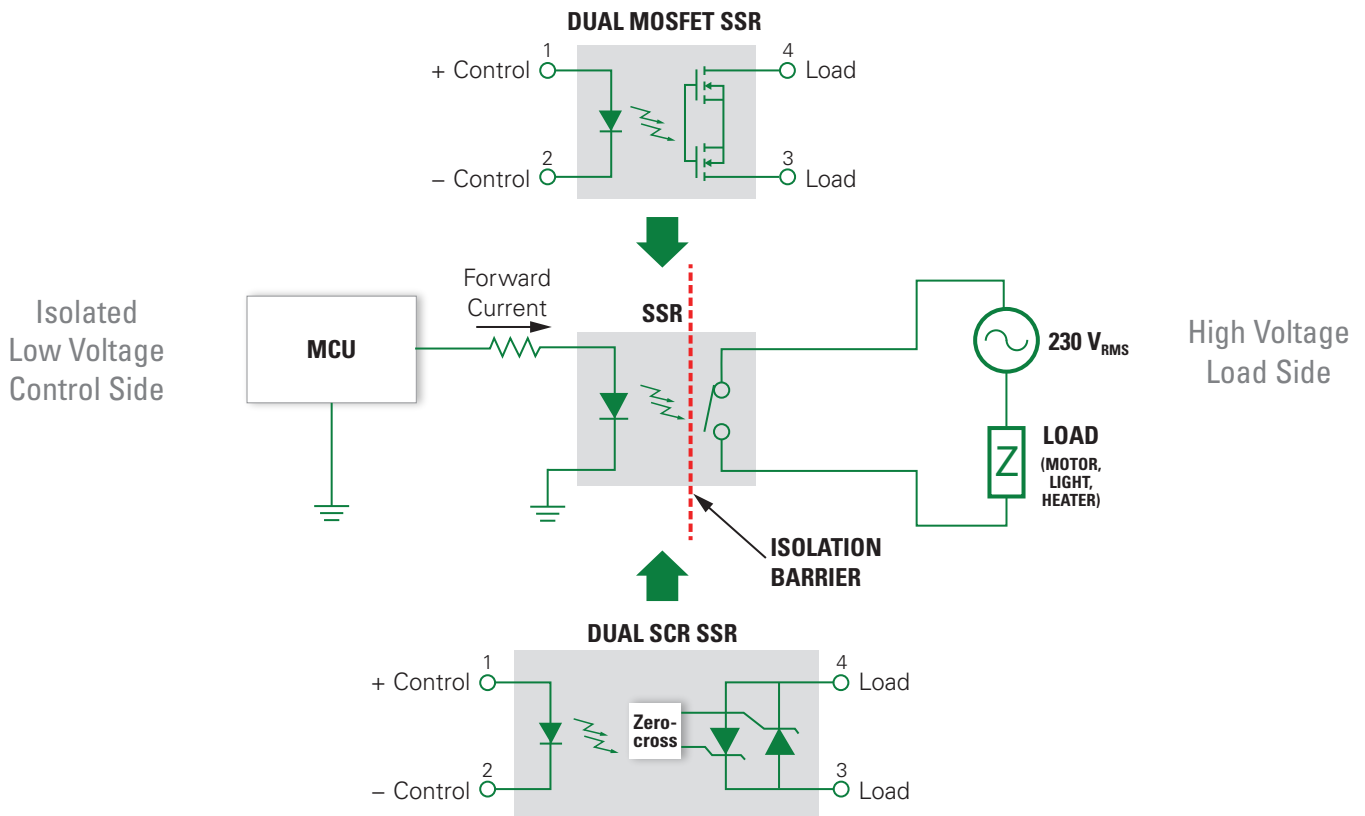 DUAL MOSFET SSR
1
+ Control
4
Load
2
– Control
3
Load
Isolated
Low Voltage
Control Side
MCU
Forward
Current
SSR
230 VRMS
LOAD
(MOTOR,
LIGHT,
HEATER)
Z
High Voltage
Load Side
ISOLATION
BARRIER
DUAL SCR SSR
1
+ Control
4
Load
Zero-
cross
2
– Control
3
Load